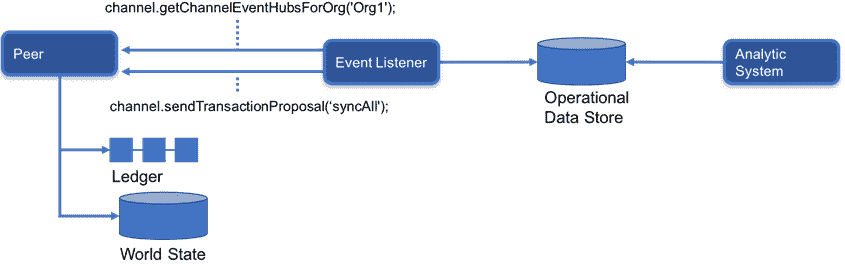 channel.getChannelEventHubsForOrg('Org1');
Peer
Event Listener
Analytic
System
channel.sendTransactionProposal(‘syncAll');
Operational
Data Store
Ledger
World State